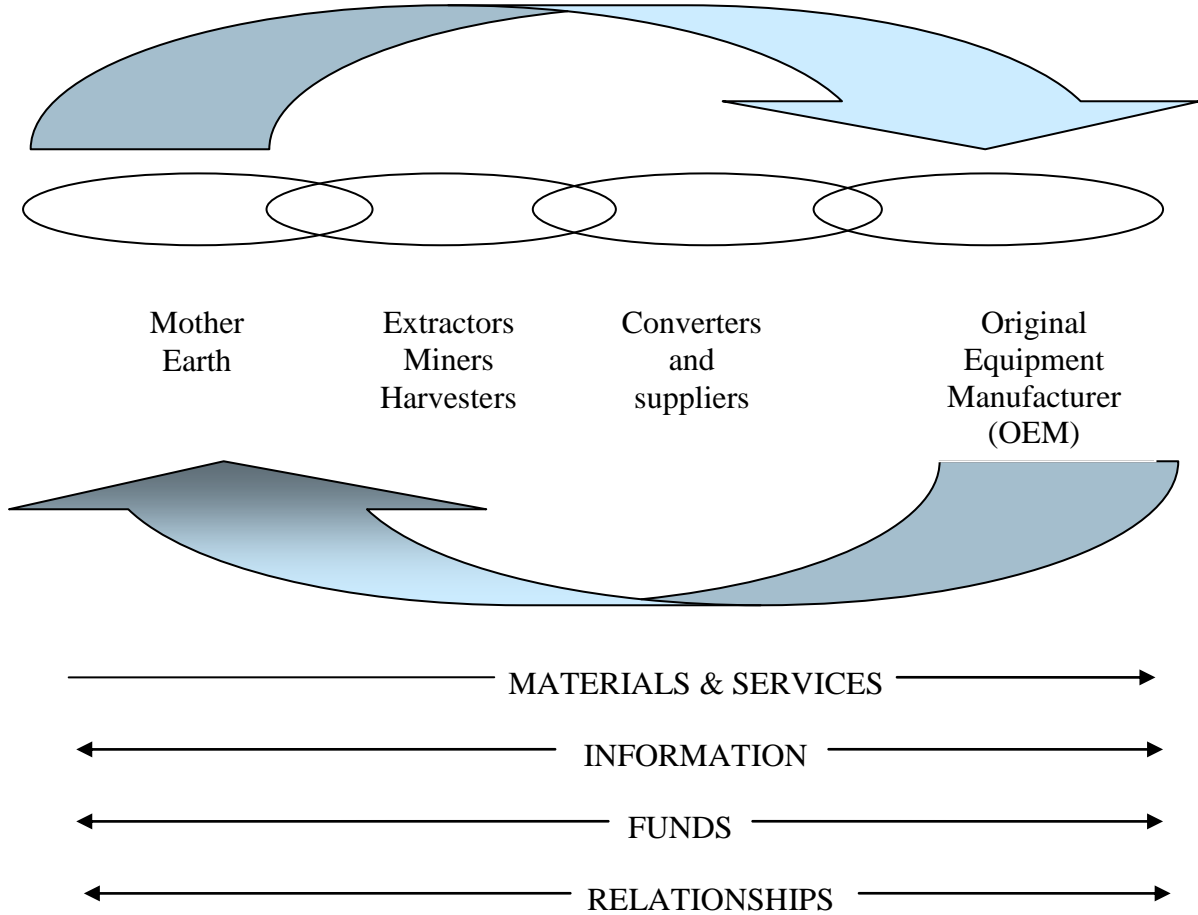 Mother
Earth
Extractors
Miners
Harvesters
Converters
and
suppliers
Original
Equipment
Manufacturer
(OEM)
MATERIALS & SERVICES
INFORMATION
FUNDS
RELATIONSHIPS